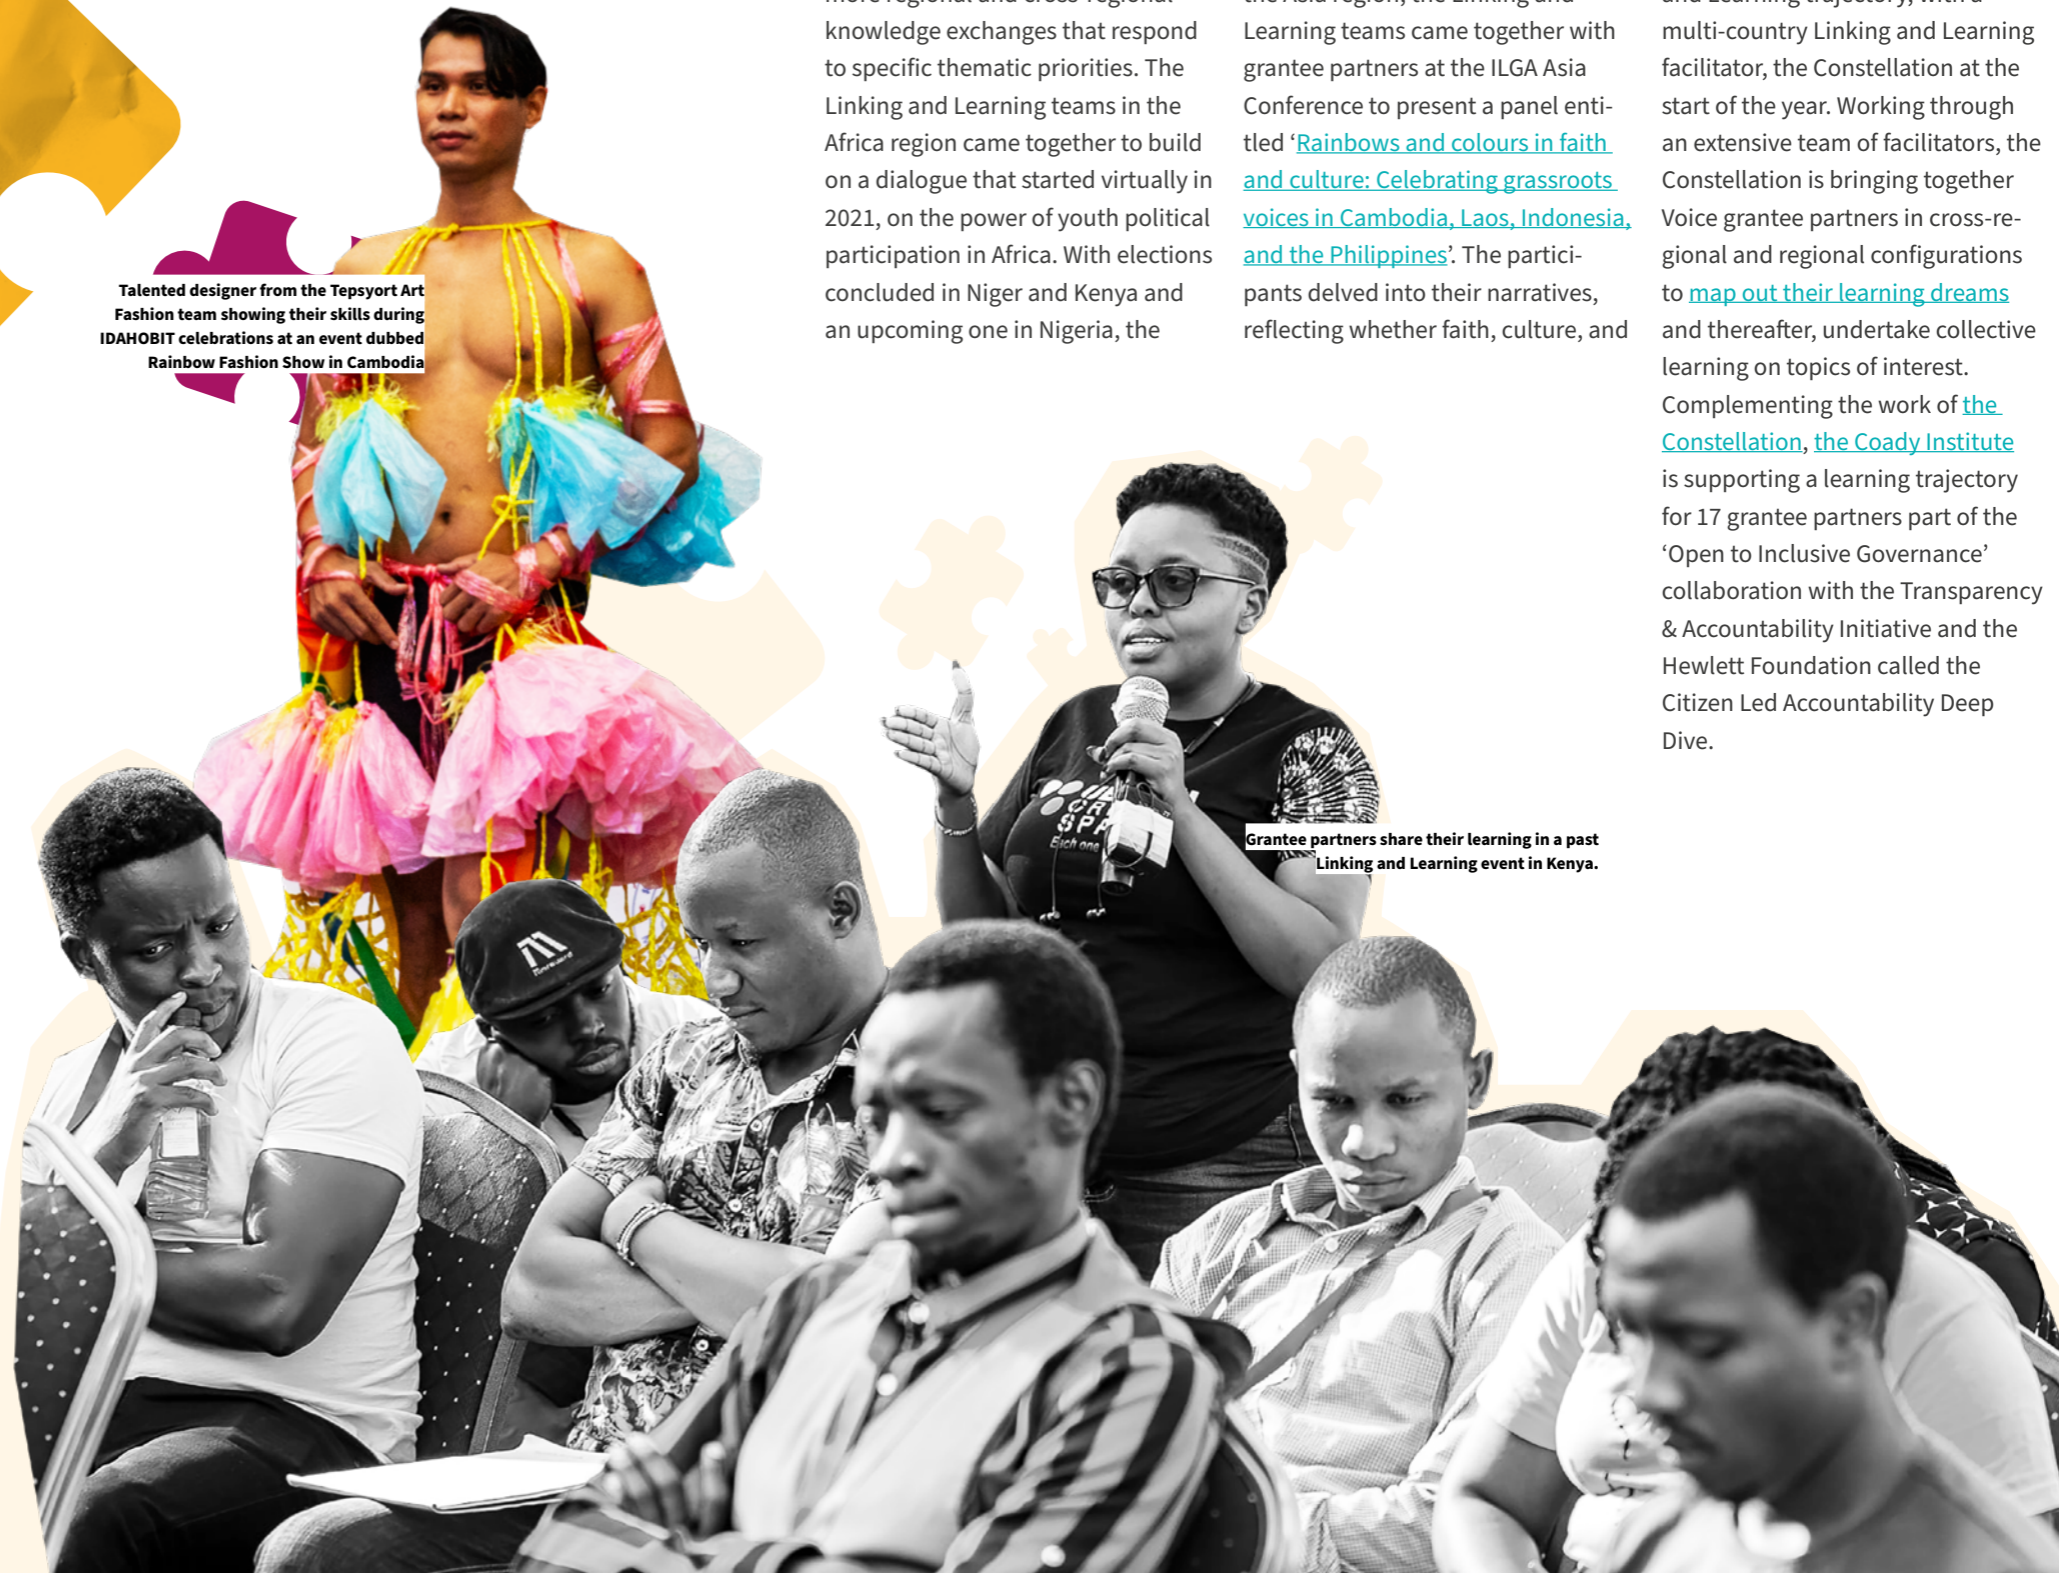 Talented designer from the Tepsyort Art
Fashion team showing their skills during
IDAHOBIT celebrations at an event dubbed
Rainbow Fashion Show in Cambodia
knowledge exchanges that respond
to specific thematic priorities. The
Linking and Learning teams in the
Africa region came together to build
on a dialogue that started virtually in
2021, on the power of youth political
participation in Africa. With elections
concluded in Niger and Kenya and
an upcoming one in Nigeria, the
Learning teams came together with
grantee partners at the ILGA Asia
Conference to present a panel enti-
tled ‘Rainbows and colours in faith
and culture: Celebrating grassroots
voices in Cambodia, Laos, Indonesia,
and the Philippines’. The partici-
pants delved into their narratives,
reflecting whether faith, culture, and
multi-country Linking and Learning
facilitator, the Constellation at the
start of the year. Working through
an extensive team of facilitators, the
Constellation is bringing together
Voice grantee partners in cross-re-
gional and regional configurations
to map out their learning dreams
and thereafter, undertake collective
learning on topics of interest.
Complementing the work of the
Constellation, the Coady Institute
is supporting a learning trajectory
for 17 grantee partners part of the
‘Open to Inclusive Governance’
collaboration with the Transparency
& Accountability Initiative and the
Hewlett Foundation called the
Citizen Led Accountability Deep
Dive.
Each one
Grantee partners share their learning in a past
Linking and Learning event in Kenya.